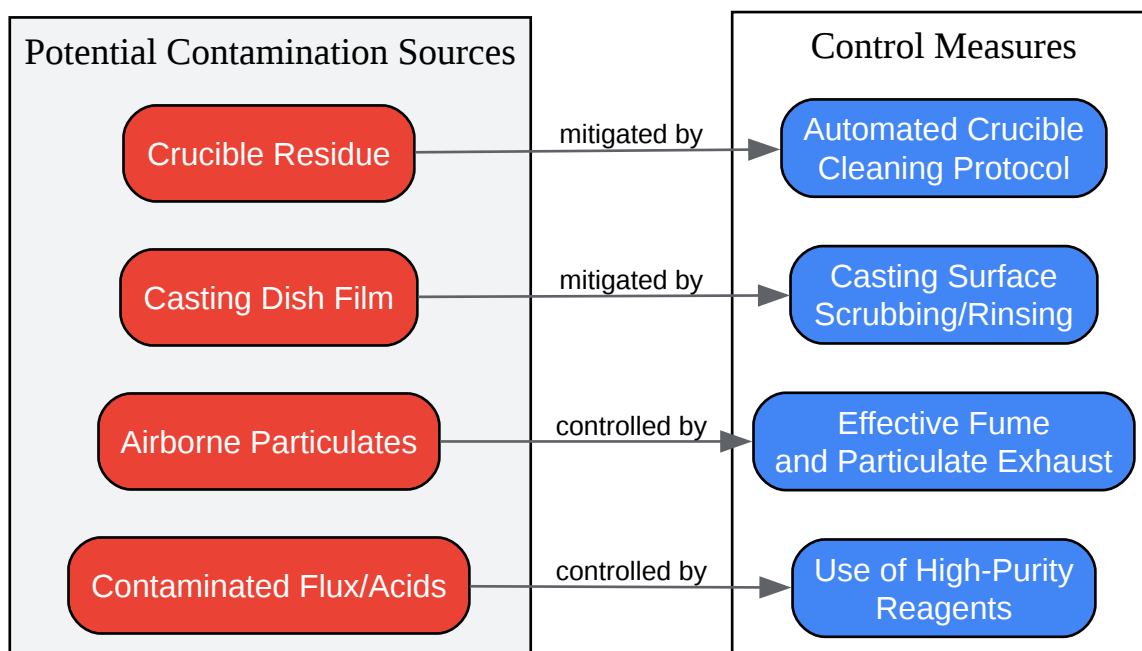 Potential Contamination Sources
Control Measures
Crucible Residue
mitigated by
Automated Crucible
Cleaning Protocol
Casting Dish Film
mitigated by
Casting Surface
Scrubbing/Rinsing
Airborne Particulates
controlled by
Effective Fume
and Particulate Exhaust
Contaminated Flux/Acids
controlled by
Use of High-Purity
Reagents